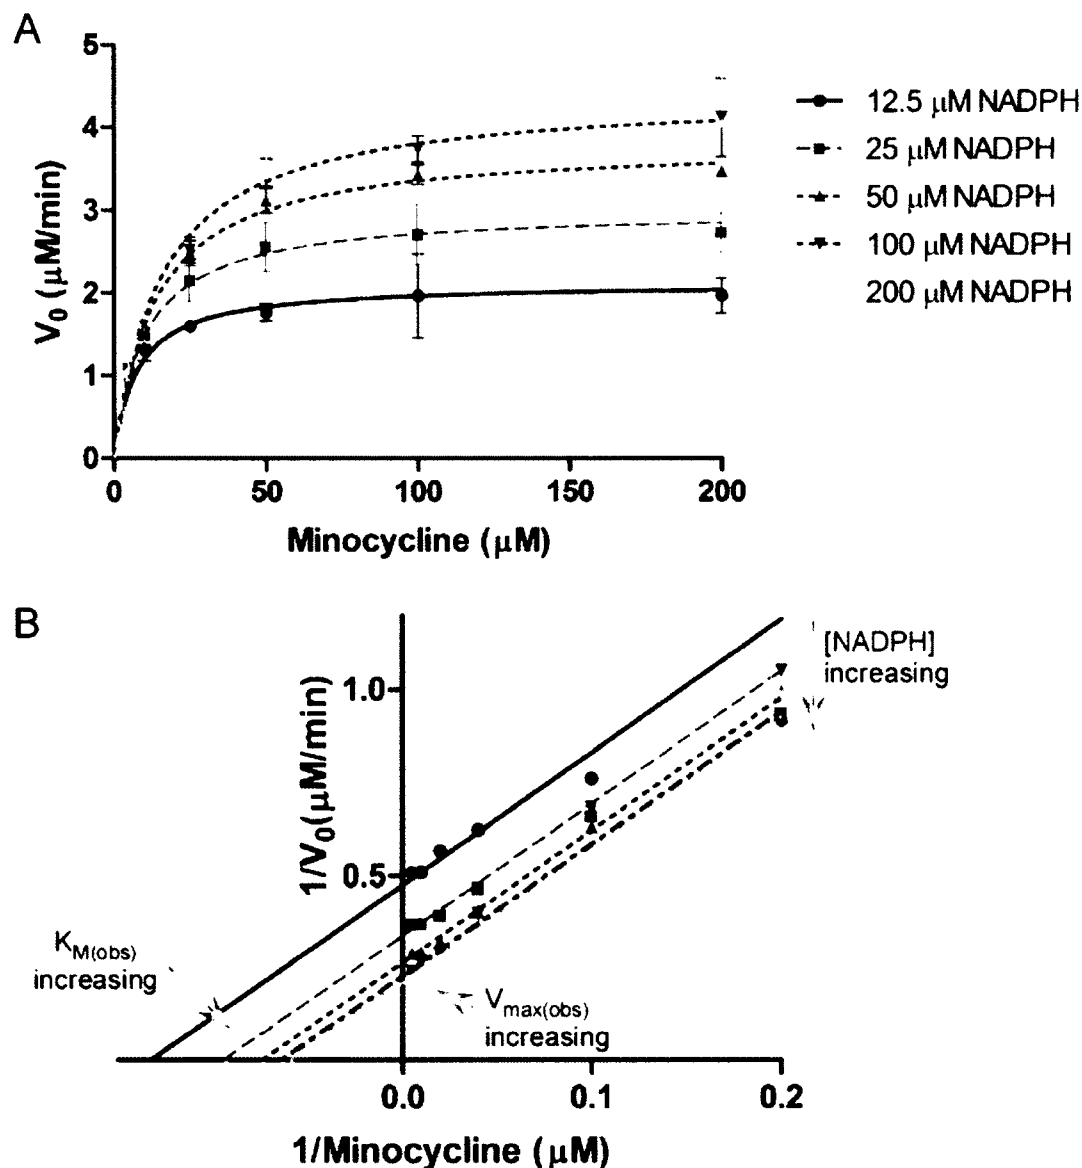 A
5
4
3
2
1
0
V0 (μM/min)
0 50 100 150 200
Minocycline (μM)
12.5 μM NADPH
25 μM NADPH
50 μM NADPH
100 μM NADPH
200 μM NADPH
B
1/V0(μM/min)
1.0
0.5
[NADPH]
increasing
KM(obs)
increasing
Vmax(obs)
increasing
0.0 0.1 0.2
1/Minocycline (μM)